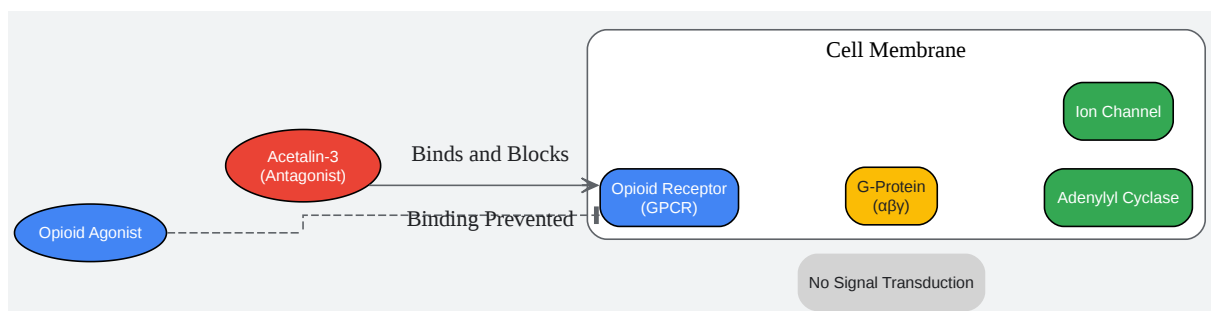 Cell Membrane
Ion Channel
Acetalin-3
(Antagonist)
Binds and Blocks
Opioid Receptor
(GPCR)
G-Protein
(αβγ)
Adenylyl Cyclase
Binding Prevented
Opioid Agonist
No Signal Transduction